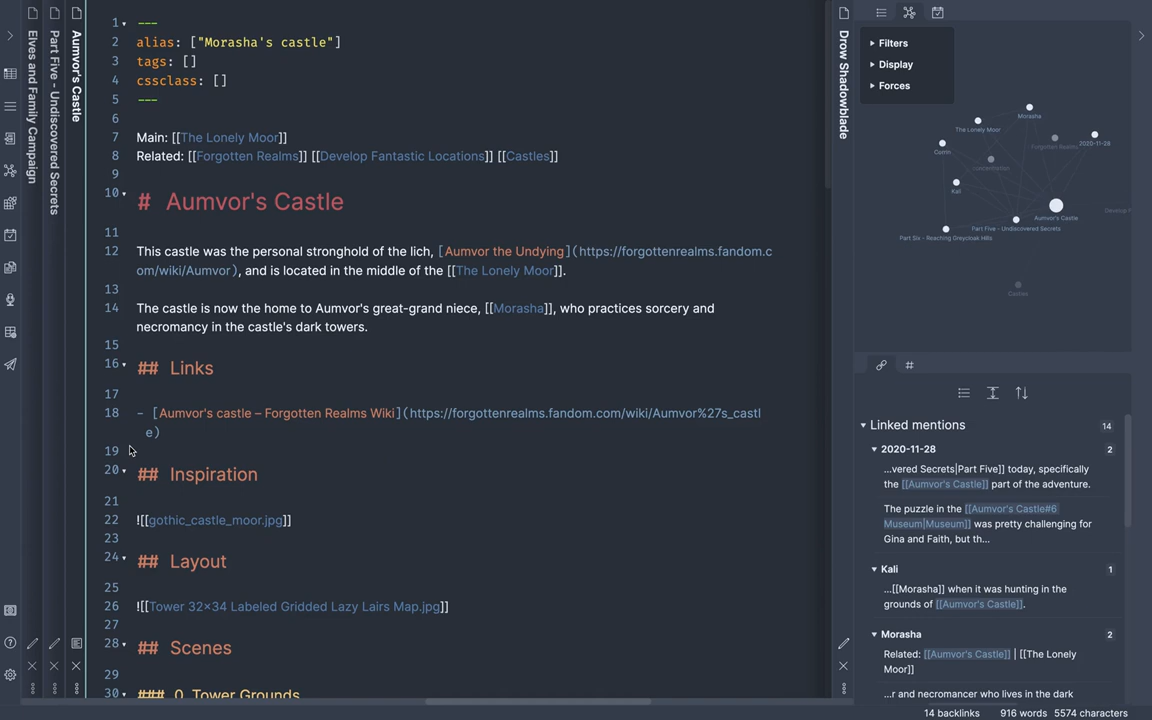 Elves and Family Campaign
Part Five - Undiscovered Secrets
Aumvor's Castle
1 ---
2 alias: ["Morasha's castle"]
3 tags: []
4 cssclass: []
5 ---
6
7 Main: [[The Lonely Moor]]
8 Related: [[Forgotten Realms]] [[Develop Fantastic Locations]] [[Castles]]
9
10 # Aumvor's Castle
11
12 This castle was the personal stronghold of the lich, [Aumvor the Undying](https://forgottenrealms.fandom.c
om/wiki/Aumvor), and is located in the middle of the [[The Lonely Moor]].
13
14 The castle is now the home to Aumvor's great-grand niece, [[Morasha]], who practices sorcery and
necromancy in the castle's dark towers.
15
16 ## Links
17
18 - [Aumvor's castle – Forgotten Realms Wiki](https://forgottenrealms.fandom.com/wiki/Aumvor%27s_castl
e)
19
20 ## Inspiration
21
22 ![[gothic_castle_moor.jpg]]
23
24 ## Layout
25
26 ![[Tower 32x34 Labeled Gridded Lazy Lairs Map.jpg]]
27
28 ## Scenes
29
30 ### 0. Tower Grounds
Drow Shadowblade
Filters
Display
Forces
Morasha
The Lonely Moor
Forgotten Realms
2020-11-28
Corrin
concentration
Kali
Aumvor's Castle
Develop F
Part Five - Undiscovered Secrets
Part Six - Reaching Greycloak Hills
Castles
Linked mentions 14
2020-11-28 2
...vered Secrets|Part Five]] today, specifically
the [[Aumvor's Castle]] part of the adventure.
The puzzle in the [[Aumvor's Castle#6
Museum|Museum]] was pretty challenging for
Gina and Faith, but th...
Kali 1
...[[Morasha]] when it was hunting in the
grounds of [[Aumvor's Castle]].
Morasha 2
Related: [[Aumvor's Castle]] | [[The Lonely
Moor]]
...r and necromancer who lives in the dark
14 backlinks 916 words 5574 characters